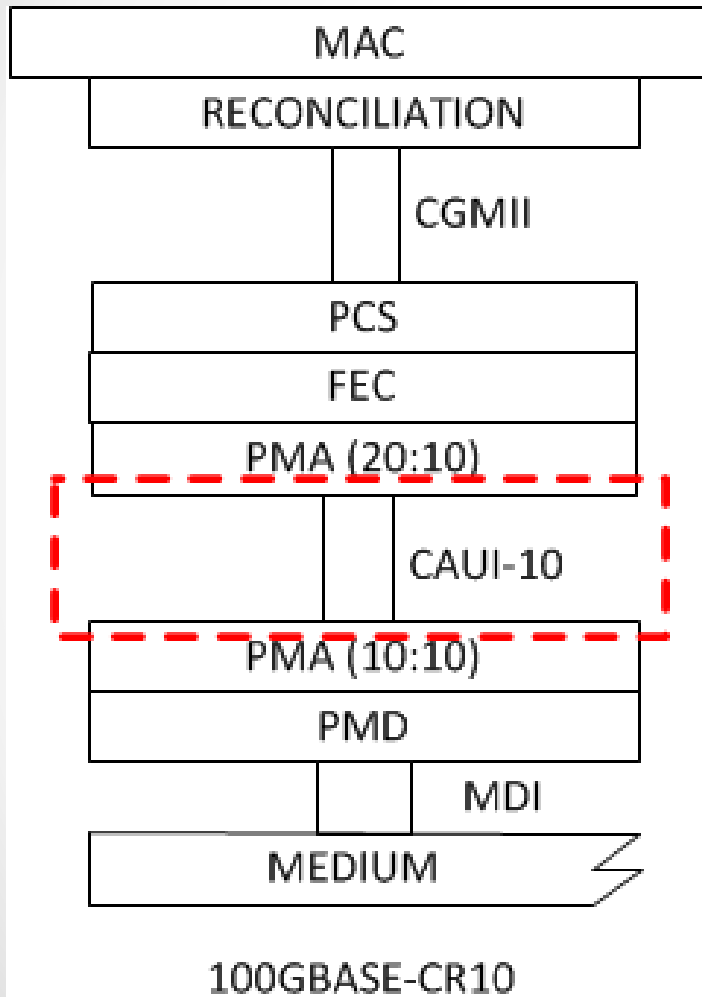 MAC
RECONCILIATION
CGMII
PCS
FEC
PMA (20:10)
CAUI-10
PMA (10:10)
PMD
MDI
MEDIUM
100GBASE-CR10